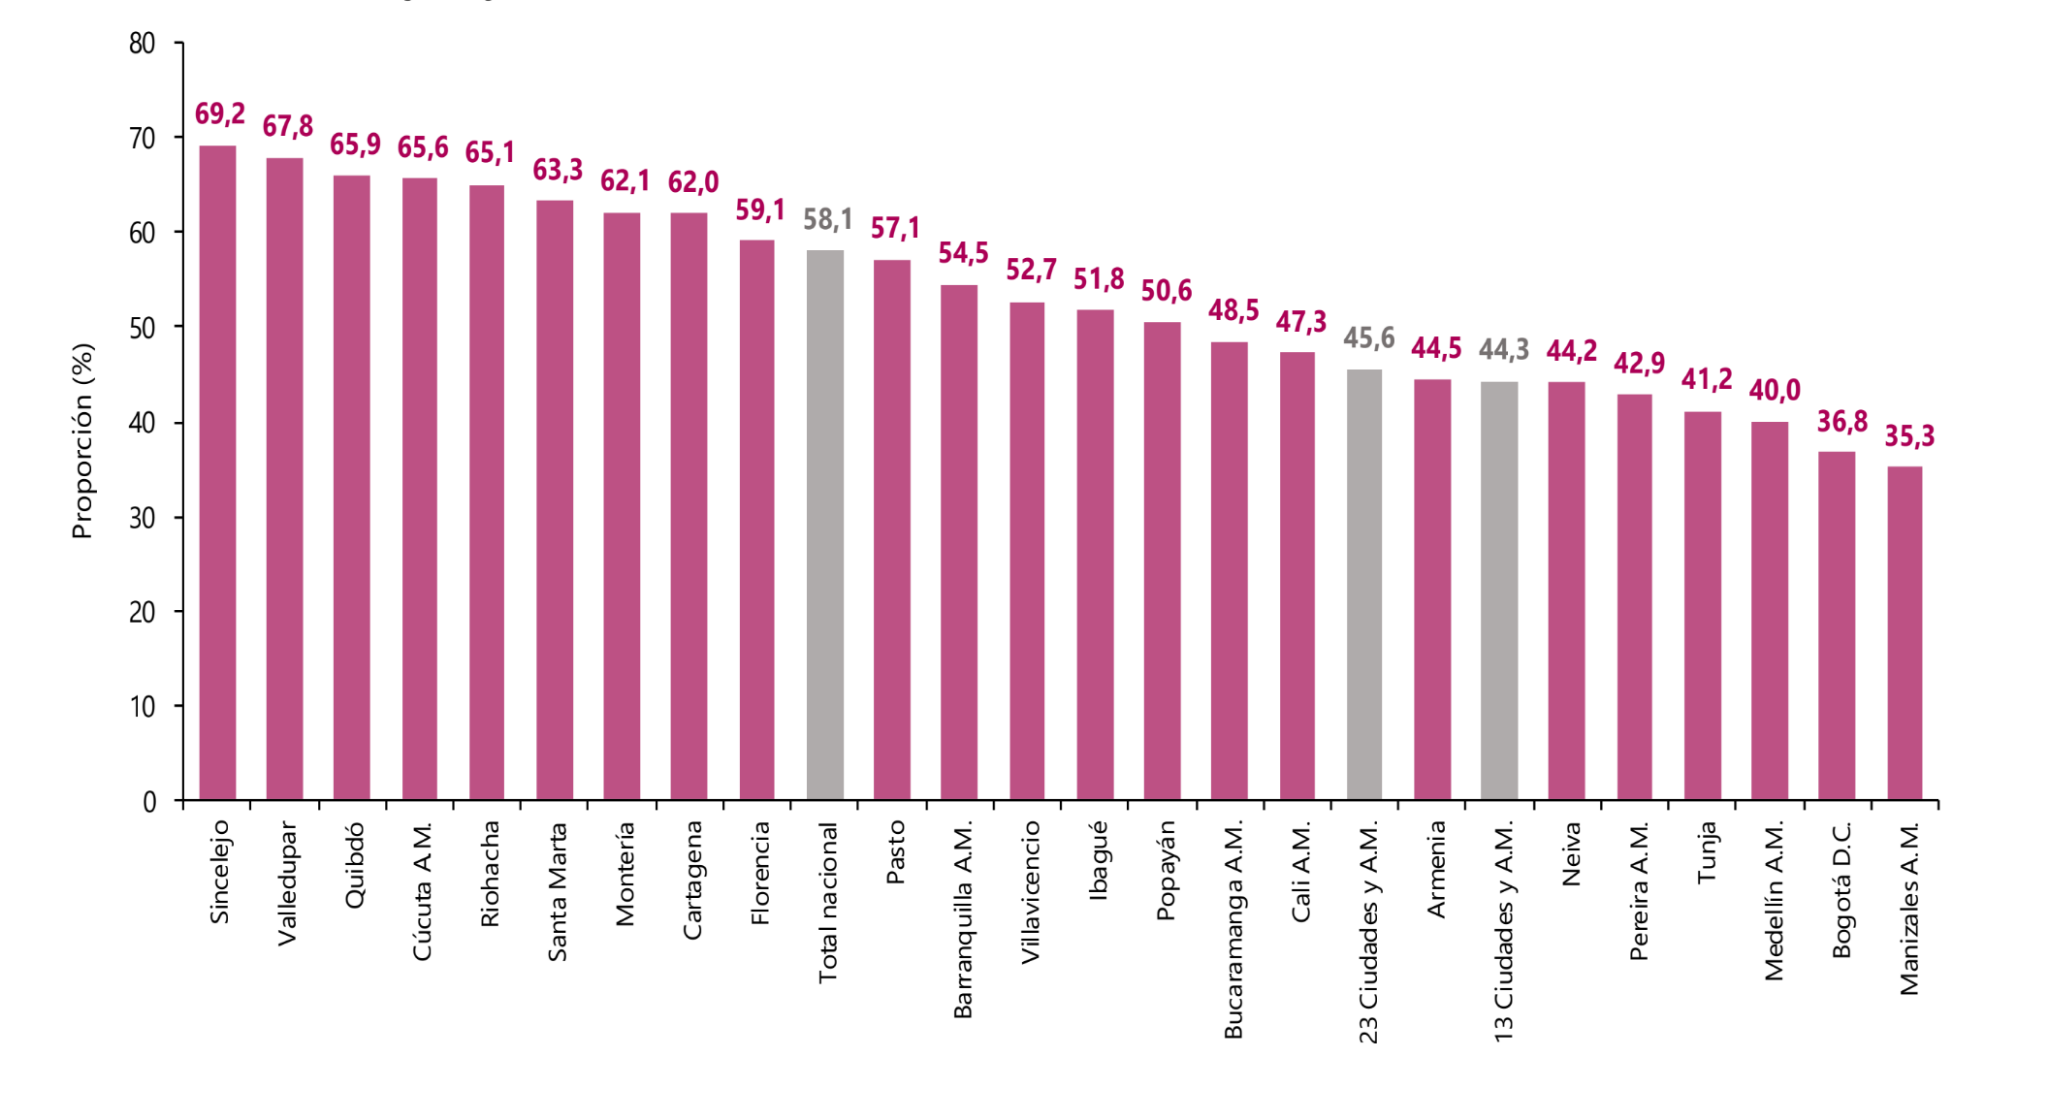 80
70
60
50
40
30
20
10
0
Proporción (%)
69,2
67,8
65,9
65,6
65,1
63,3
62,1
62,0
59,1
58,1
57,1
54,5
52,7
51,8
50,6
48,5
47,3
45,6
44,5
44,3
44,2
42,9
41,2
40,0
36,8
35,3
Sincelejo
Valledupar
Quibdó
Cúcuta A.M.
Riohacha
Santa Marta
Montería
Cartagena
Florencia
Total nacional
Pasto
Barranquilla A.M.
Villavicencio
Ibagué
Popayán
Bucaramanga A.M.
Cali A.M.
23 Ciudades y A.M.
Armenia
13 Ciudades y A.M.
Neiva
Pereira A.M.
Tunja
Medellín A.M.
Bogotá D.C.
Manizales A.M.